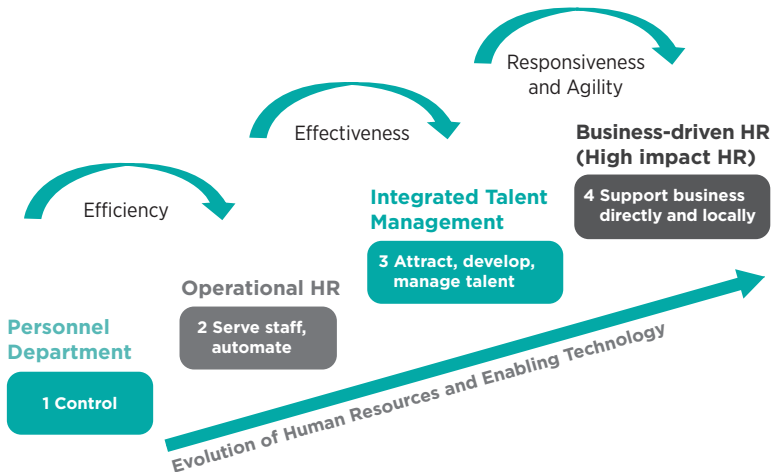 Responsiveness
and Agility
Effectiveness
Efficiency
Business-driven HR
(High impact HR)
4 Support business
directly and locally
Integrated Talent
Management
3 Attract, develop,
manage talent
Operational HR
2 Serve staff,
automate
Personnel
Department
1 Control
Evolution of Human Resources and Enabling Technology